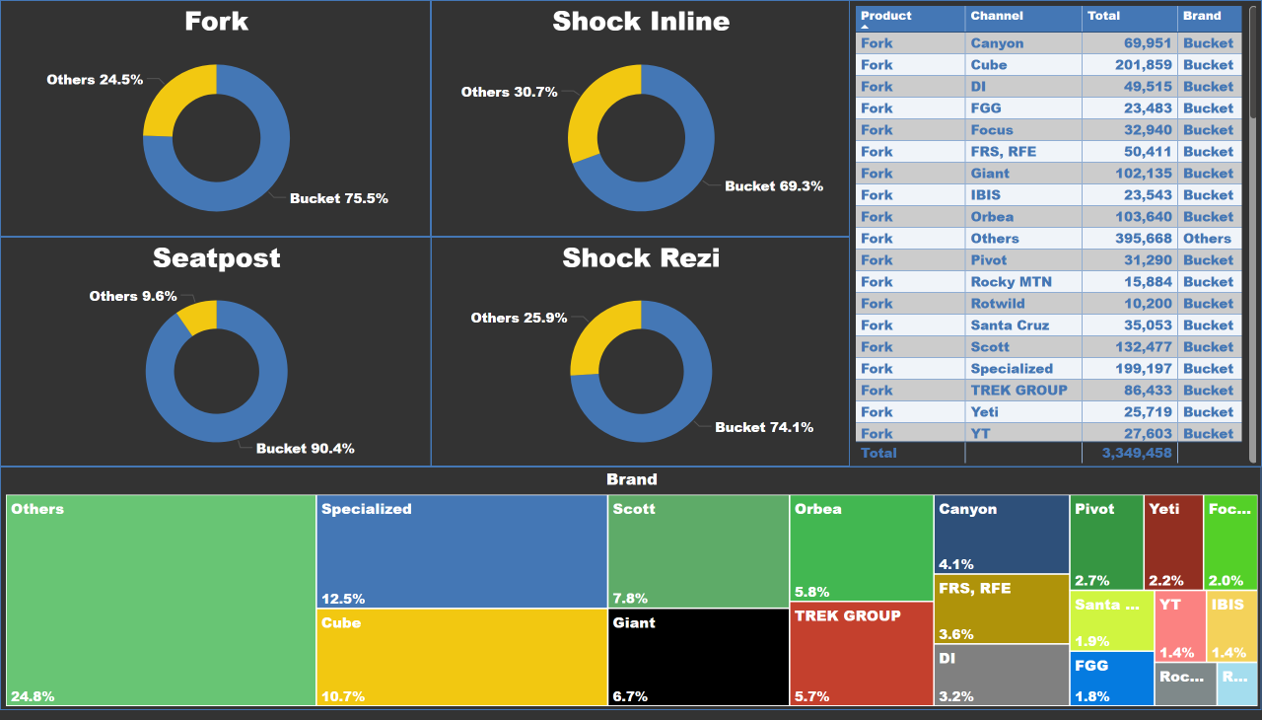 Fork
Others 24.5%
Bucket 75.5%
Shock Inline
Others 30.7%
Bucket 69.3%
Seatpost
Others 9.6%
Bucket 90.4%
Shock Rezi
Others 25.9%
Bucket 74.1%
Product Channel Total Brand
Fork Canyon 69,951 Bucket
Fork Cube 201,859 Bucket
Fork DI 49,515 Bucket
Fork FGG 23,483 Bucket
Fork Focus 32,940 Bucket
Fork FRS, RFE 50,411 Bucket
Fork Giant 102,135 Bucket
Fork IBIS 23,543 Bucket
Fork Orbea 103,640 Bucket
Fork Others 395,668 Others
Fork Pivot 31,290 Bucket
Fork Rocky MTN 15,884 Bucket
Fork Rotwild 10,200 Bucket
Fork Santa Cruz 35,053 Bucket
Fork Scott 132,477 Bucket
Fork Specialized 199,197 Bucket
Fork TREK GROUP 86,433 Bucket
Fork Yeti 25,719 Bucket
Fork YT 27,603 Bucket
Total 3,349,458
Brand
Others
24.8%
Specialized
12.5%
Cube
10.7%
Scott
7.8%
Giant
6.7%
Orbea
5.8%
TREK GROUP
5.7%
Canyon
4.1%
FRS, RFE
3.6%
DI
3.2%
Pivot
2.7%
Yeti
2.2%
Foc...
2.0%
Santa ...
1.9%
FGG
1.8%
YT
1.4%
IBIS
1.4%
Roc...
R...